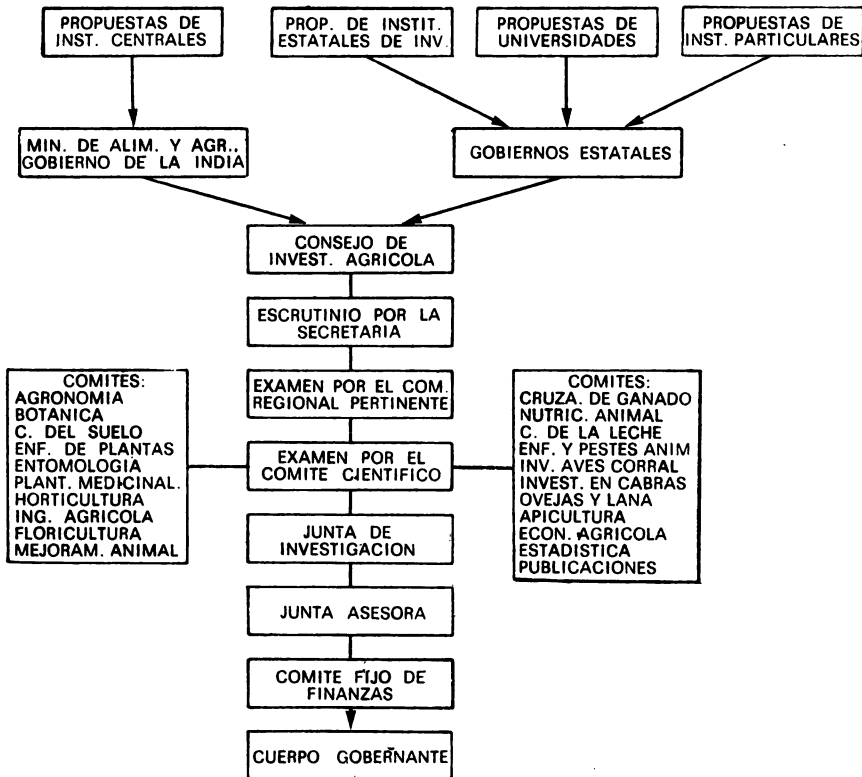 PROPUESTAS DE
INST. CENTRALES
PROP. DE INSTIT.
ESTATALES DE INV.
PROPUESTAS DE
UNIVERSIDADES
PROPUESTAS DE
INST. PARTICULARES
MIN. DE ALIM. Y AGR.,
GOBIERNO DE LA INDIA
GOBIERNOS ESTATALES
CONSEJO DE
INVEST. AGRICOLA
ESCRUTINIO POR LA
SECRETARIA
EXAMEN POR EL COM.
REGIONAL PERTINENTE
COMITES:
AGRONOMIA
BOTANICA
C. DEL SUELO
ENF. DE PLANTAS
ENTOMOLOGIA
PLANT. MEDICINAL.
HORTICULTURA
ING. AGRICOLA
FLORICULTURA
MEJORAM. ANIMAL
EXAMEN POR EL
COMITE CIENTIFICO
COMITES:
CRUZA. DE GANADO
NUTRIC. ANIMAL
C. DE LA LECHE
ENF. Y PESTES ANIM
INV. AVES CORRAL
INVEST. EN CABRAS
OVEJAS Y LANA
APICULTURA
ECON. AGRICOLA
ESTADISTICA
PUBLICACIONES
JUNTA DE
INVESTIGACION
JUNTA ASESORA
COMITE FIJO DE
FINANZAS
CUERPO GOBERNANTE